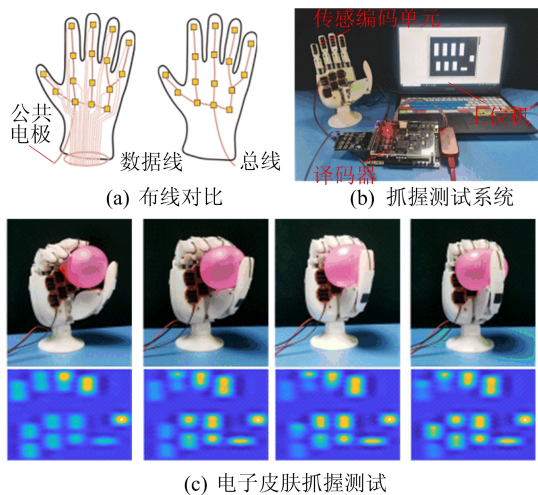 公共
电极
数据线
总线
(a) 布线对比
传感编码单元
上位机
译码器
(b) 抓握测试系统
(c) 电子皮肤抓握测试